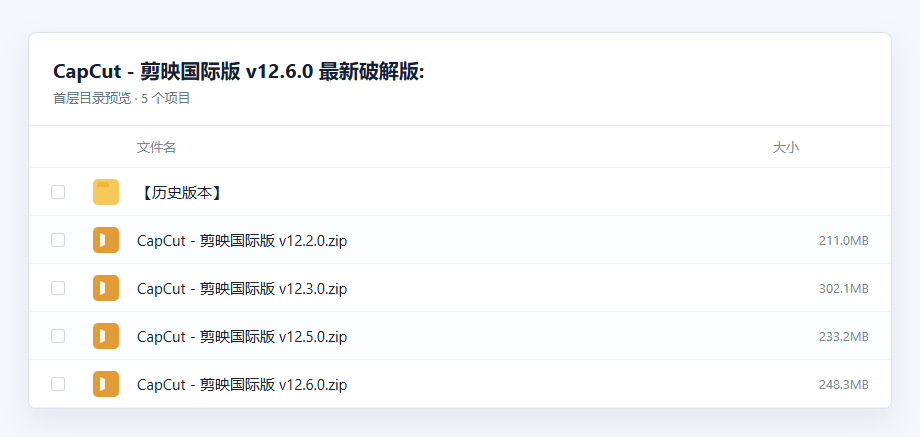 CapCut - 剪映国际版 v12.6.0 最新破解版:
首层目录预览 · 5 个项目
文件名 大小
【历史版本】
CapCut - 剪映国际版 v12.2.0.zip 211.0MB
CapCut - 剪映国际版 v12.3.0.zip 302.1MB
CapCut - 剪映国际版 v12.5.0.zip 233.2MB
CapCut - 剪映国际版 v12.6.0.zip 248.3MB